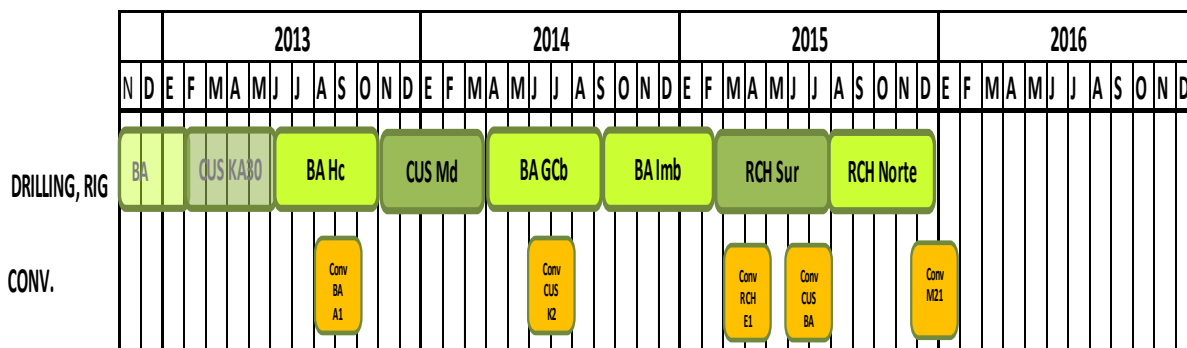 2013 2014 2015 2016
N D E F M A M J J A S O N D E F M A M J J A S O N D E F M A M J J A S O N D E F M A M J J A S O N D
DRILLING, RIG BA CUS KA30 BA Hc CUS Md BA GCb BA Imb RCH Sur RCH Norte
CONV.
Conv
BA
A1
Conv
CUS
K2
Conv
RCH
E1
Conv
CUS
BA
Conv
M21